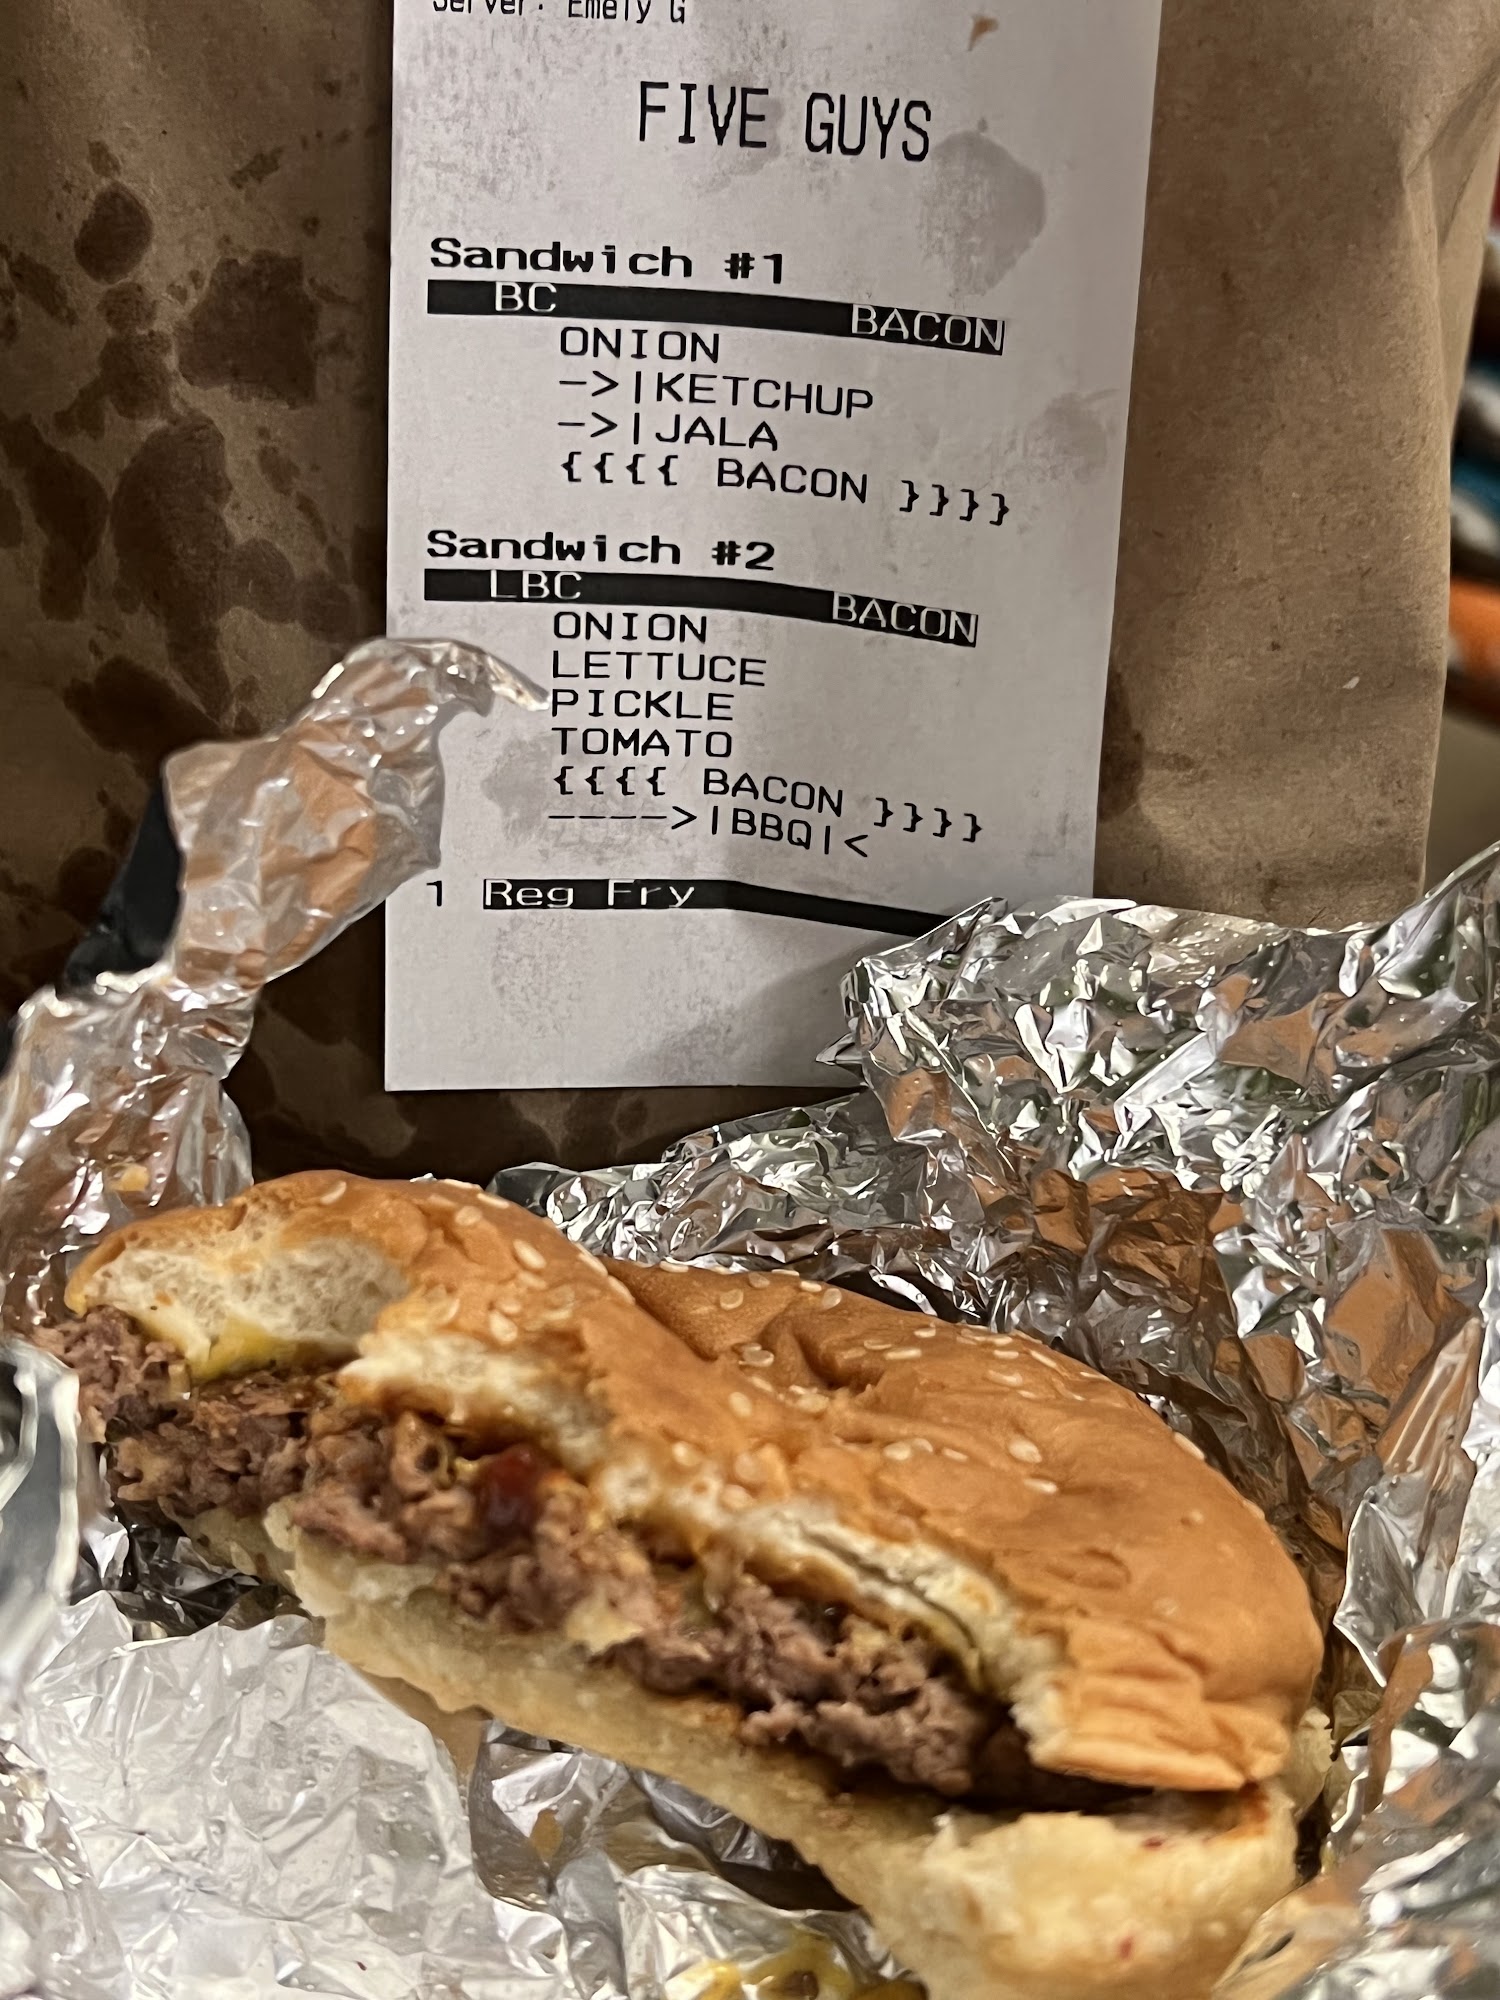 Server: Emely G
FIVE GUYS
Sandwich #1
BC BACON
ONION
->|KETCHUP
->|JALA
{{{{ BACON }}}}
Sandwich #2
LBC BACON
ONION
LETTUCE
PICKLE
TOMATO
{{{{ BACON }}}}
---->|BBQ|<
1 Reg Fry